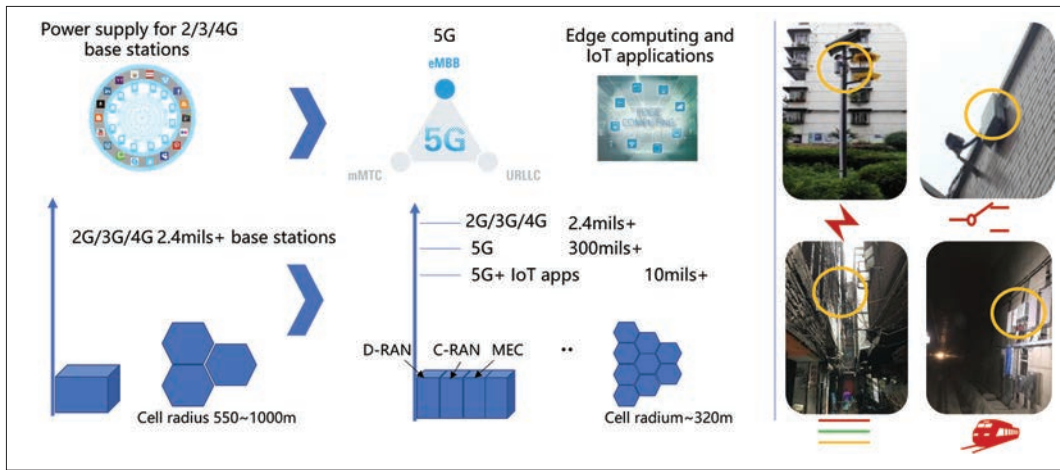 Power supply for 2/3/4G
base stations
5G
eMBB
5G
mMTC
URLLC
Edge computing and
IoT applications
EDGE
COMPUTING
2G/3G/4G 2.4mils+ base stations
2G/3G/4G 2.4mils+
5G 300mils+
5G+ IoT apps 10mils+
D-RAN C-RAN MEC ..
Cell radius 550~1000m
Cell radium~320m